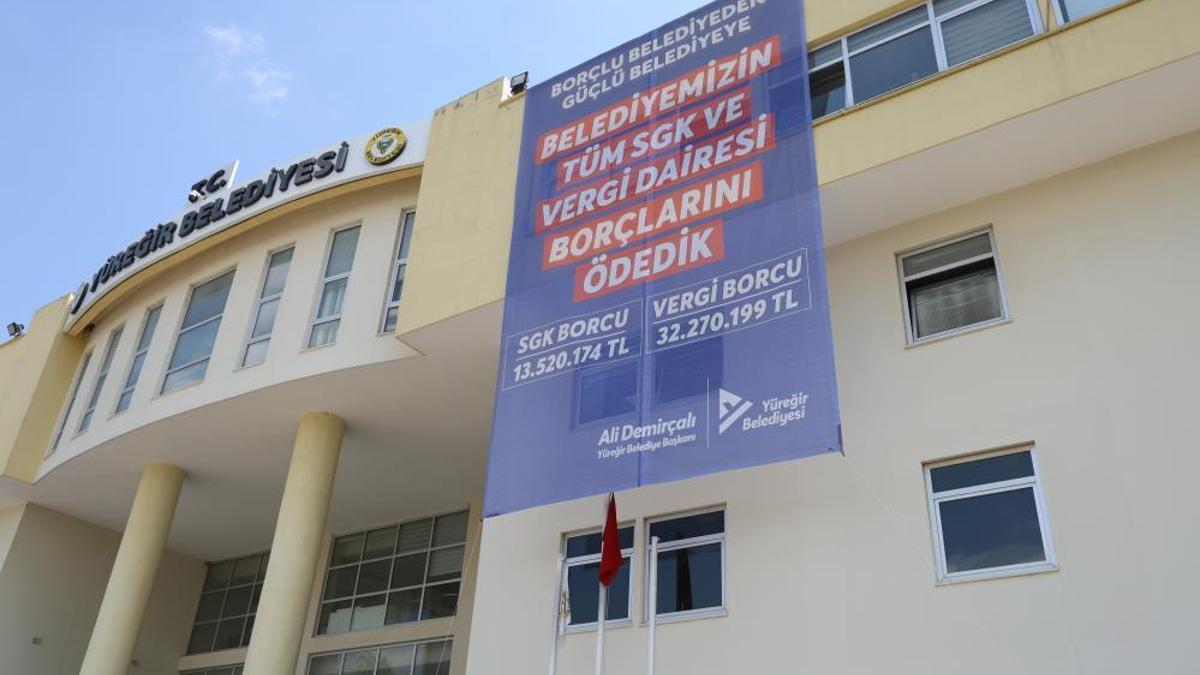 T.C.
YÜREĞİR BELEDİYESİ
BORÇLU BELEDİYEDEN
GÜÇLÜ BELEDİYEYE
BELEDİYEMİZİN
TÜM SGK VE
VERGİ DAİRESİ
BORÇLARINI
ÖDEDİK
SGK BORCU
13.520.174 TL
VERGİ BORCU
32.270.199 TL
Ali Demirçalı
Yüreğir Belediye Başkanı
Yüreğir
Belediyesi